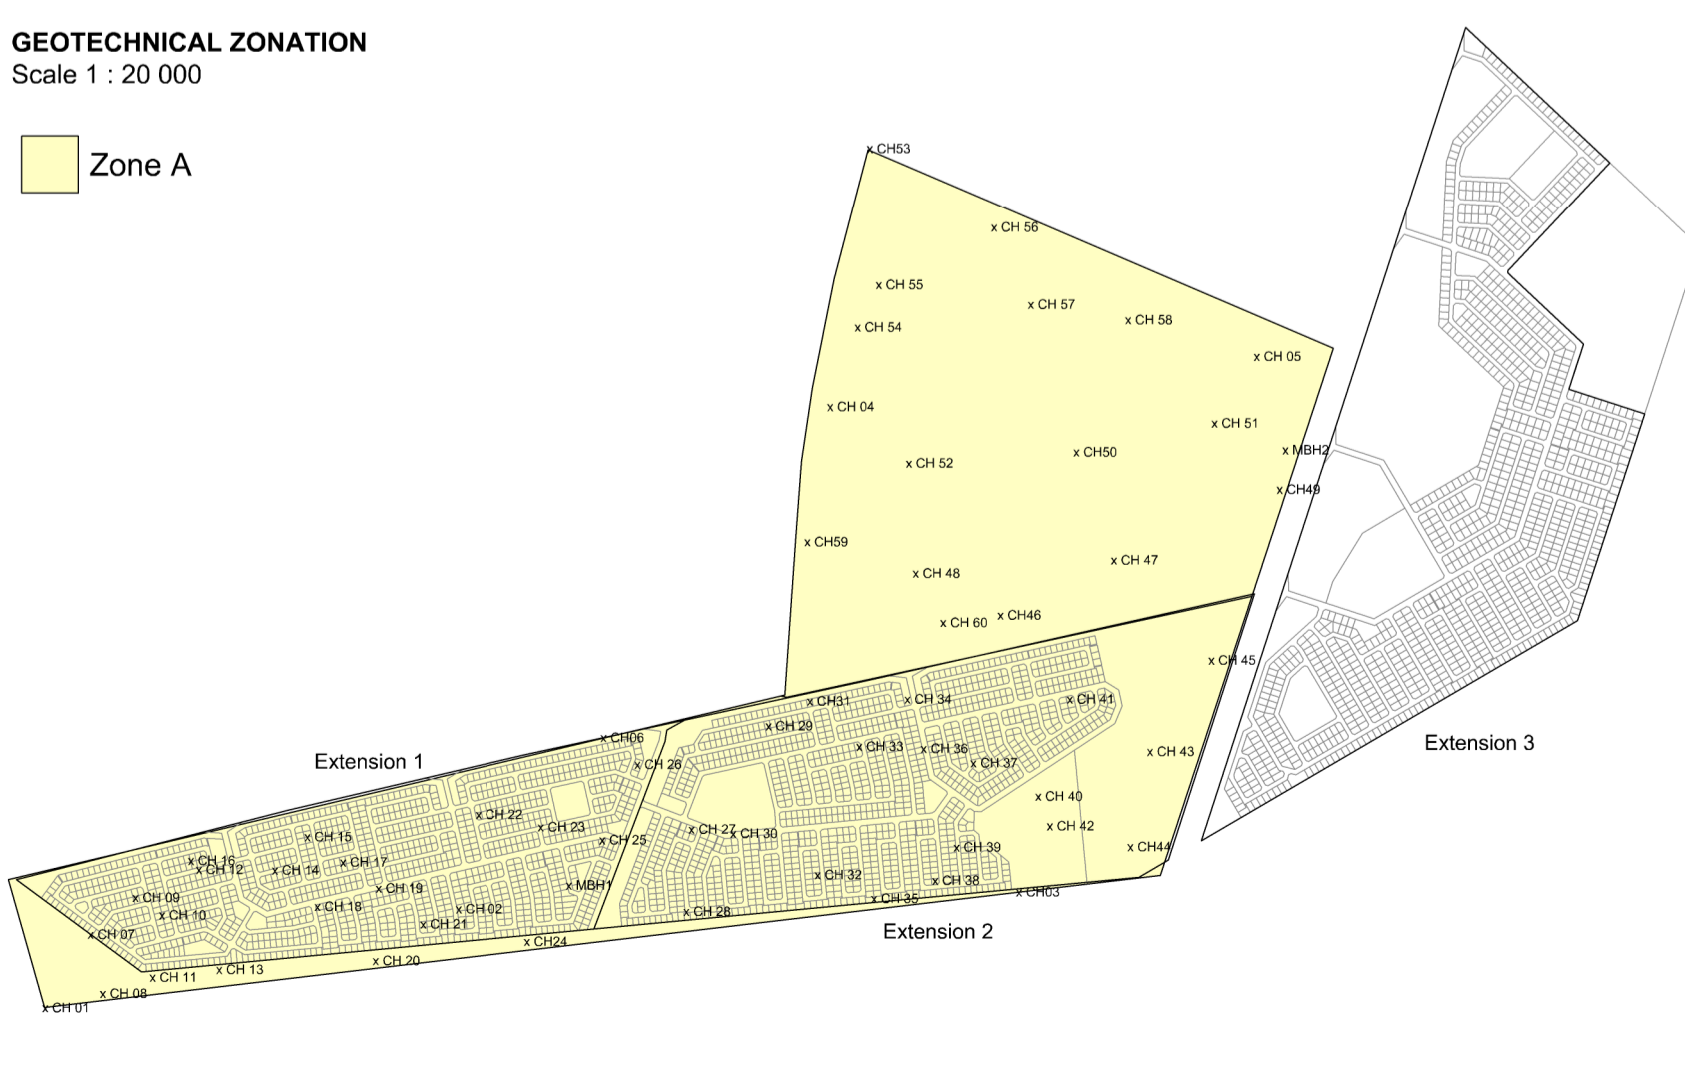 GEOTECHNICAL ZONATION
Scale 1 : 20 000
Zone A
x CH53
x CH 56
x CH 55
x CH 57
x CH 54
x CH 58
x CH 05
x CH 04
x CH 51
x CH50
x MBH2
x CH 52
x CH49
x CH59
x CH 47
x CH 48
x CH46
x CH 60
x CH 45
x CH31
x CH 34
x CH 41
x CH 29
x CH06
Extension 3
x CH 33
x CH 36
x CH 43
Extension 1
x CH 26
x CH 37
x CH 40
x CH 22
x CH 23
x CH 27
x CH 30
x CH 42
x CH 15
x CH 25
x CH 39
x CH44
x CH 16
x CH 17
x CH 12
x CH 14
x CH 32
x CH 38
x MBH1
x CH 19
x CH03
x CH 09
x CH 35
x CH 18
x CH 02
x CH 28
x CH 10
x CH 21
Extension 2
x CH 07
x CH24
x CH 20
x CH 13
x CH 11
x CH 08
x CH 01